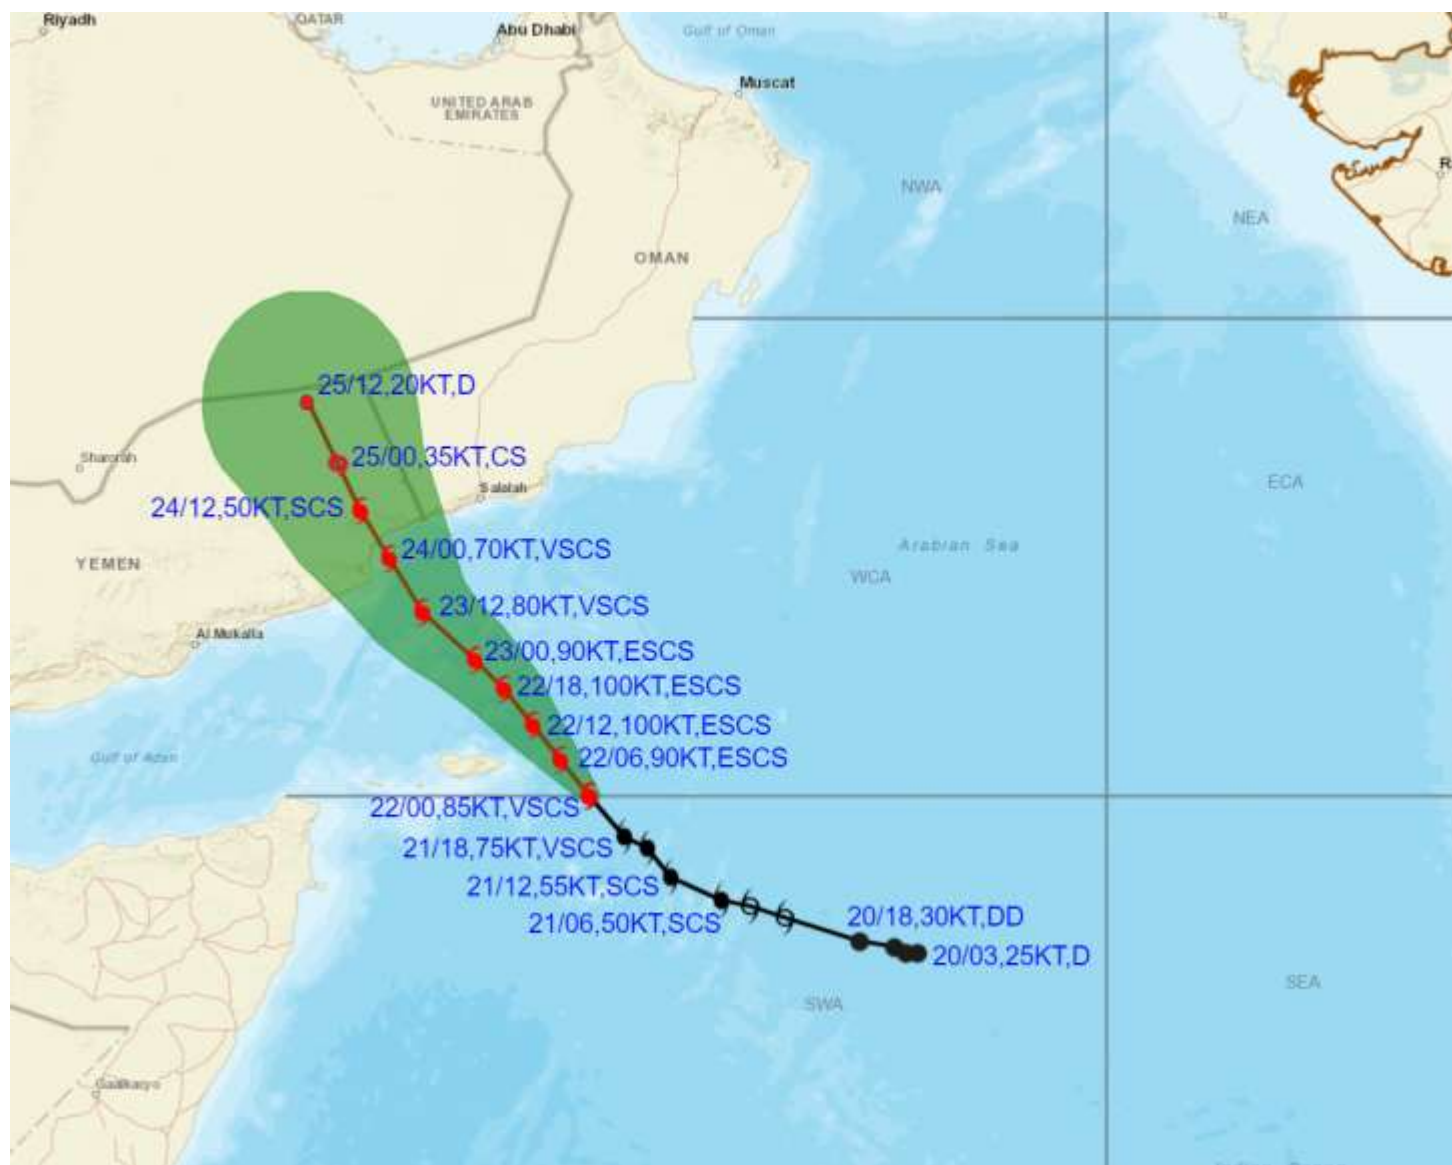 Riyadh
QATAR
Abu Dhabi
Gulf of Oman
Muscat
UNITED ARAB
EMIRATES
R
NWA
NEA
OMAN
25/12,20KT,D
Sharorah
25/00,35KT,CS
Salalah
ECA
24/12,50KT,SCS
Arabian Sea
24/00,70KT,VSCS
YEMEN
WCA
23/12,80KT,VSCS
Al Mukalla
23/00,90KT,ESCS
22/18,100KT,ESCS
22/12,100KT,ESCS
Gulf of Aden
22/06,90KT,ESCS
22/00,85KT,VSCS
21/18,75KT,VSCS
21/12,55KT,SCS
21/06,50KT,SCS
20/18,30KT,DD
20/03,25KT,D
SEA
SWA
Gaalkacyo